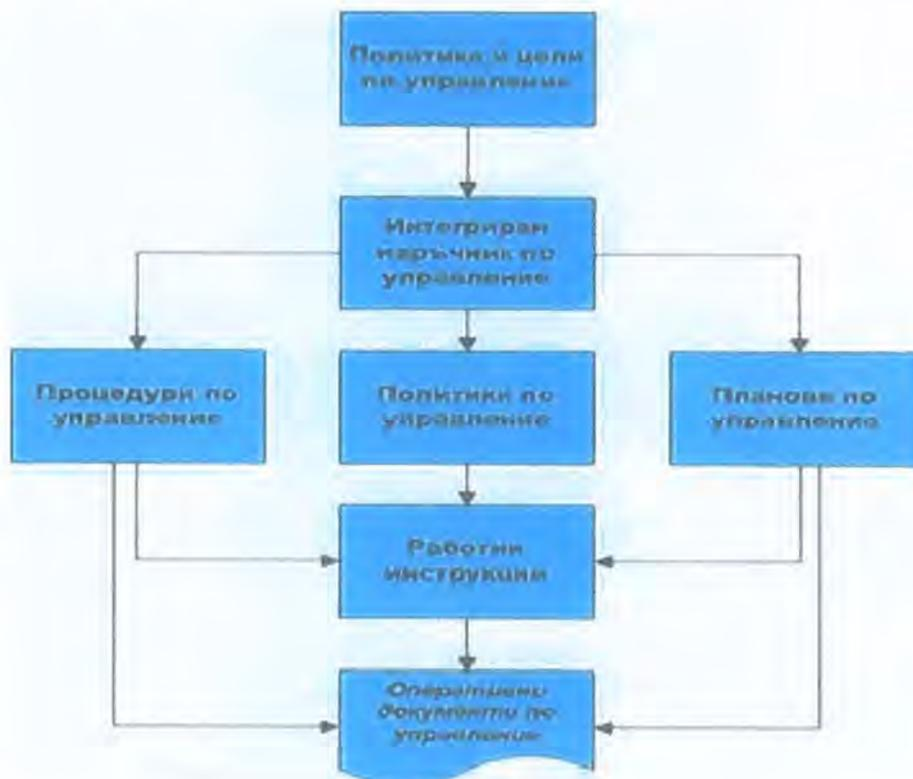 Политика и цели
по управление
Интегриран
наръчник по
управление
Процедури по
управление
Политики по
управление
Планове по
управление
Работни
инструкции
Оперативни
документи по
управление